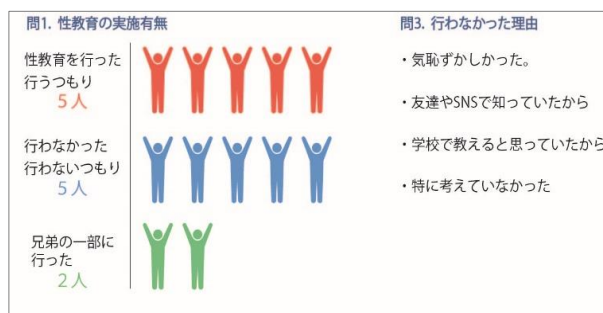 問1. 性教育の実施有無
性教育を行った
行うつもり
5人
行わなかった
行わないつもり
5人
兄弟の一部に
行った
2人
問3. 行わなかった理由
・気恥ずかしかった。
・友達やSNSで知っていたから
・学校で教えると思っていたから
・特に考えていなかった